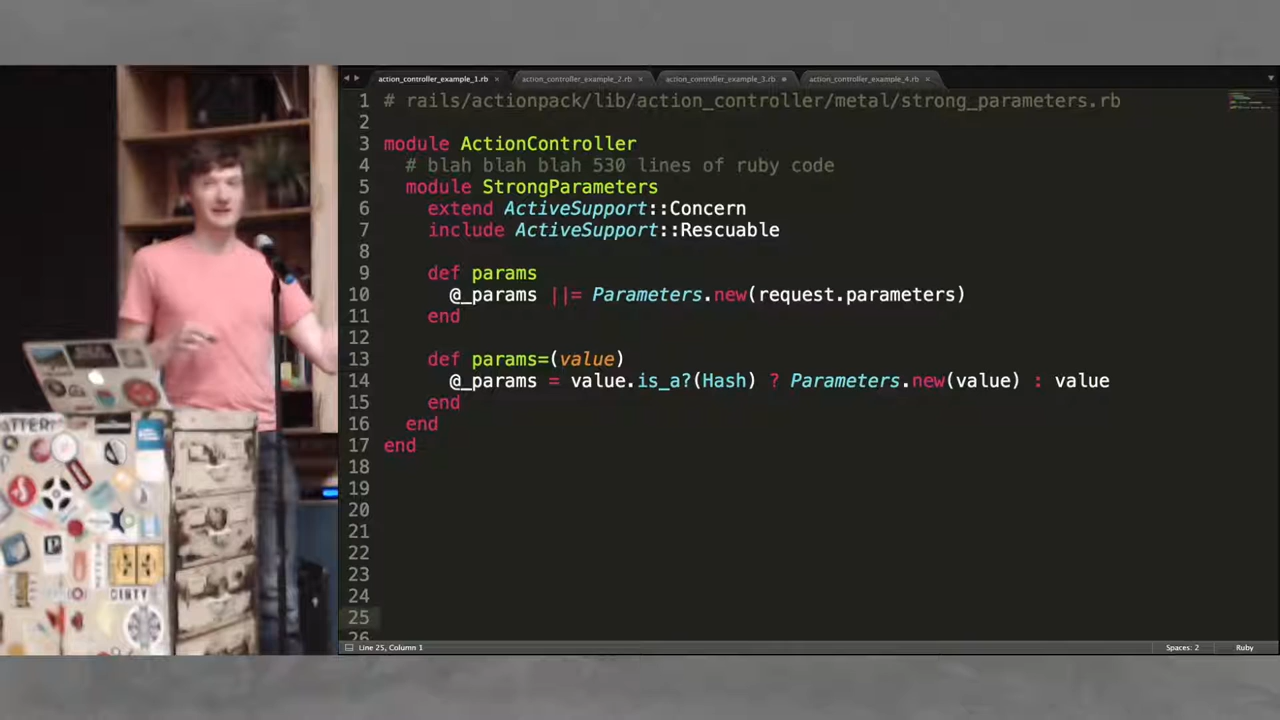 action_controller_example_1.rb × action_controller_example_2.rb × action_controller_example_3.rb action_controller_example_4.rb ×
1 # rails/actionpack/lib/action_controller/metal/strong_parameters.rb
2
3 module ActionController
4 # blah blah blah 530 lines of ruby code
5 module StrongParameters
6 extend ActiveSupport::Concern
7 include ActiveSupport::Rescuable
8
9 def params
10 @_params ||= Parameters.new(request.parameters)
11 end
12
13 def params=(value)
14 @_params = value.is_a?(Hash) ? Parameters.new(value) : value
15 end
16 end
17 end
18
19
20
21
22
23
24
25
26
Line 25, Column 1 Spaces: 2 Ruby
DIRTY